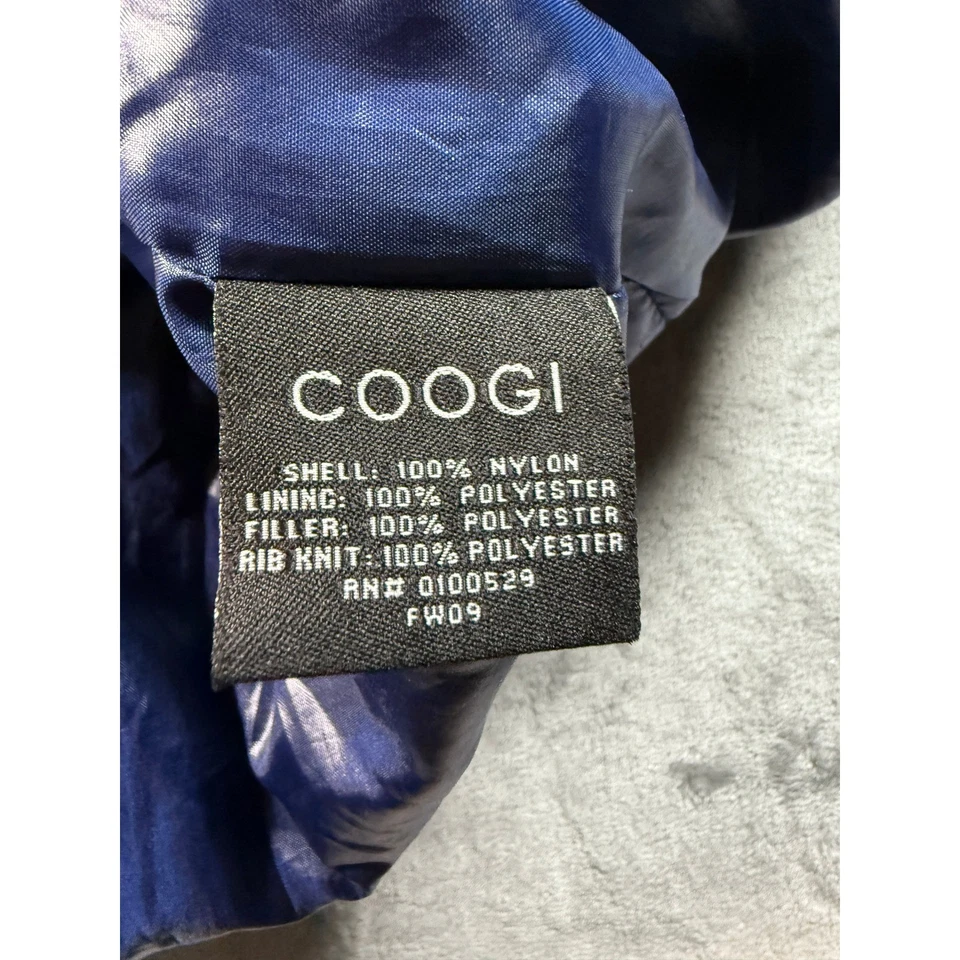 COOGI
SHELL: 100% NYLON
LINING: 100% POLYESTER
FILLER: 100% POLYESTER
RIB KNIT: 100% POLYESTER
RN# 0100529
FW09